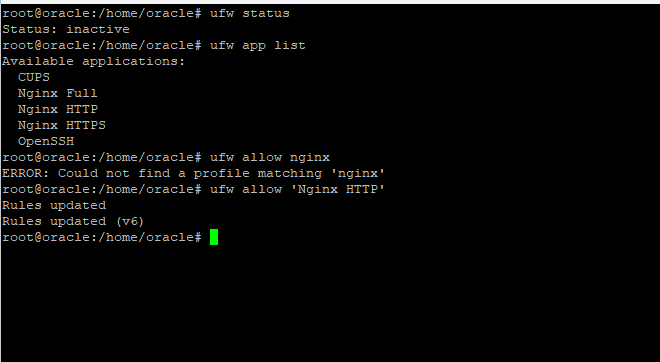 root@oracle:/home/oracle# ufw status
Status: inactive
root@oracle:/home/oracle# ufw app list
Available applications:
  CUPS
  Nginx Full
  Nginx HTTP
  Nginx HTTPS
  OpenSSH
root@oracle:/home/oracle# ufw allow nginx
ERROR: Could not find a profile matching 'nginx'
root@oracle:/home/oracle# ufw allow 'Nginx HTTP'
Rules updated
Rules updated (v6)
root@oracle:/home/oracle#